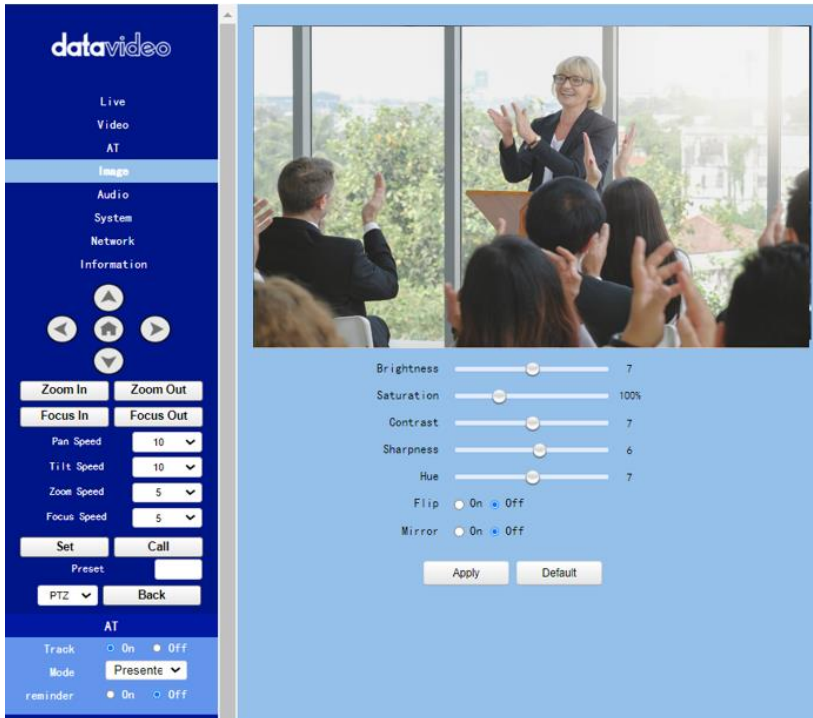 datavideo
Live
Video
AT
Image
Audio
System
Network
Information
Zoom In Zoom Out
Focus In Focus Out
Pan Speed 10
Tilt Speed 10
Zoom Speed 5
Focus Speed 5
Set Call
Preset
PTZ Back
AT
Track On Off
Mode Presente
reminder On Off
Brightness 7
Saturation 100%
Contrast 7
Sharpness 6
Hue 7
Flip On Off
Mirror On Off
Apply Default